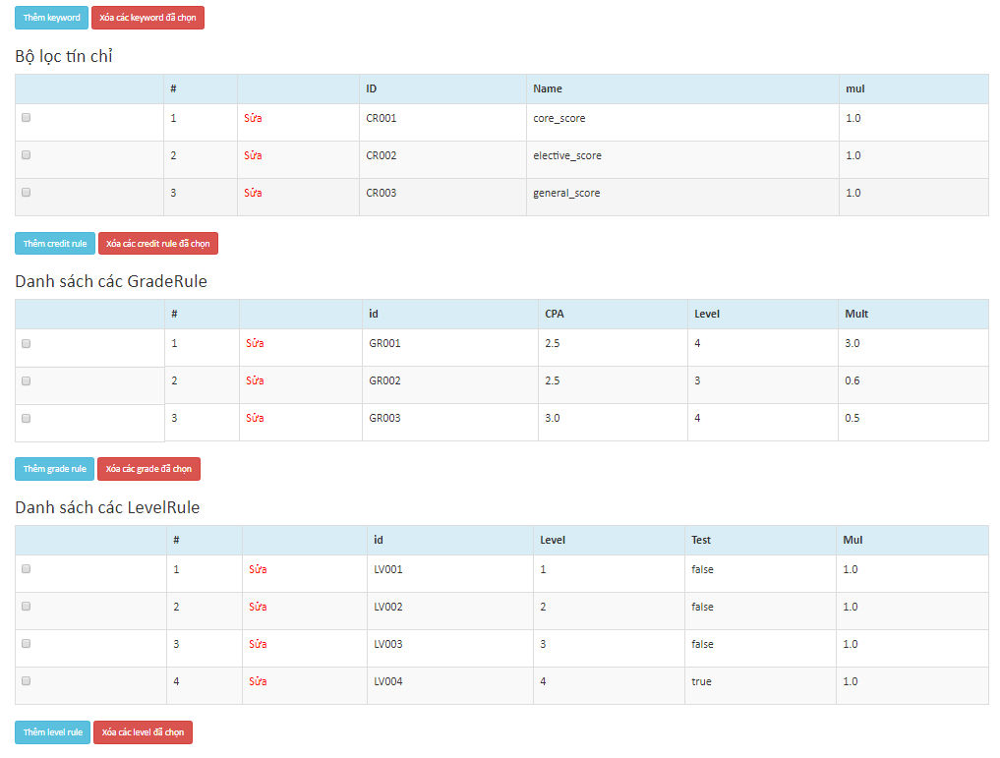 Thêm keyword Xóa các keyword đã chọn
Bộ lọc tín chỉ
# ID Name mul
1 Sửa CR001 core_score 1.0
2 Sửa CR002 elective_score 1.0
3 Sửa CR003 general_score 1.0
Thêm credit rule Xóa các credit rule đã chọn
Danh sách các GradeRule
# id CPA Level Mult
1 Sửa GR001 2.5 4 3.0
2 Sửa GR002 2.5 3 0.6
3 Sửa GR003 3.0 4 0.5
Thêm grade rule Xóa các grade đã chọn
Danh sách các LevelRule
# id Level Test Mul
1 Sửa LV001 1 false 1.0
2 Sửa LV002 2 false 1.0
3 Sửa LV003 3 false 1.0
4 Sửa LV004 4 true 1.0
Thêm level rule Xóa các level đã chọn